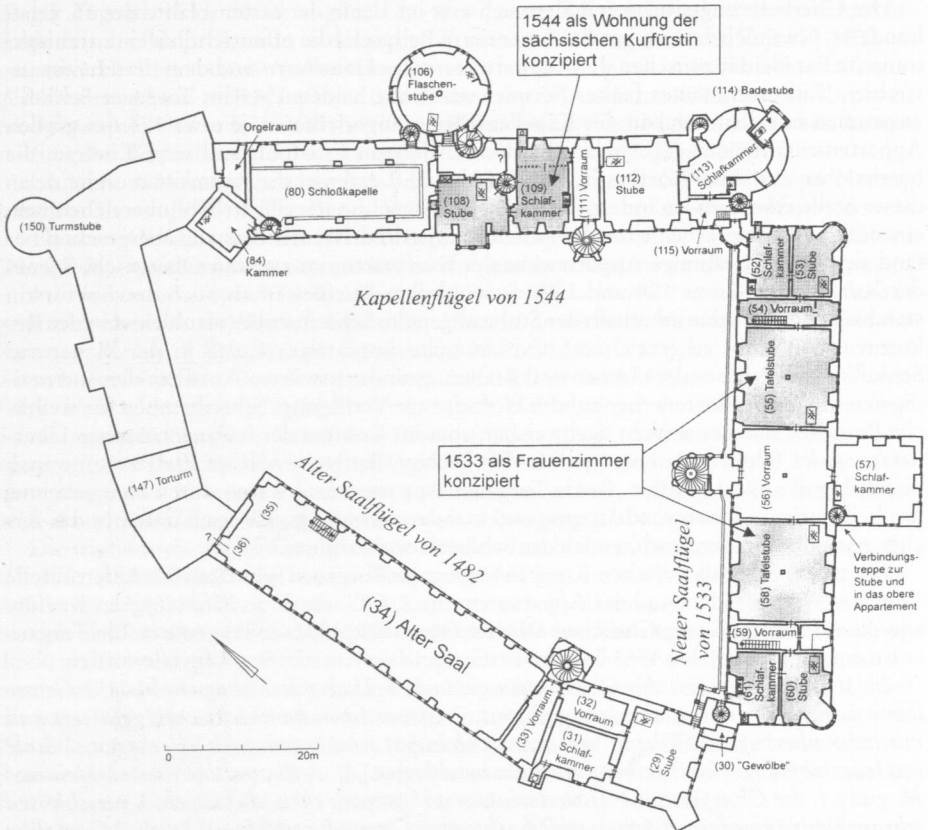 1544 als Wohnung der
sächsischen Kurfürstin
konzipiert
(106)
Flaschen-
stube
(114) Badestube
Orgelraum
(80) Schloßkapelle
(108)
Stube
(109)
Schlaf-
kammer
(111) Vorraum
(112)
Stube
(113)
Schlafkammer
(150) Turmstube
(84)
Kammer
(115) Vorraum
Kapellenflügel von 1544
(52)
Schlaf-
kammer
(53)
Stube
(54) Vorraum
(55) Tafelstube
1533 als Frauenzimmer
konzipiert
(56) Vorraum
(57)
Schlaf-
kammer
(147) Torturm
Alter Saalflügel von 1482
(35)
(36)
?
?
(34) Alter Saal
Neuer Saalflügel
von 1533
(58) Tafelstube
Verbindungs-
treppe zur
Stube und
in das obere
Appartement
(59) Vorraum
(61)
Schlaf-
kammer
(60)
Stube
(33) Vorraum
(32)
Vorraum
(31)
Schlaf-
kammer
(29)
Stube
(30) "Gewölbe"
0
20m